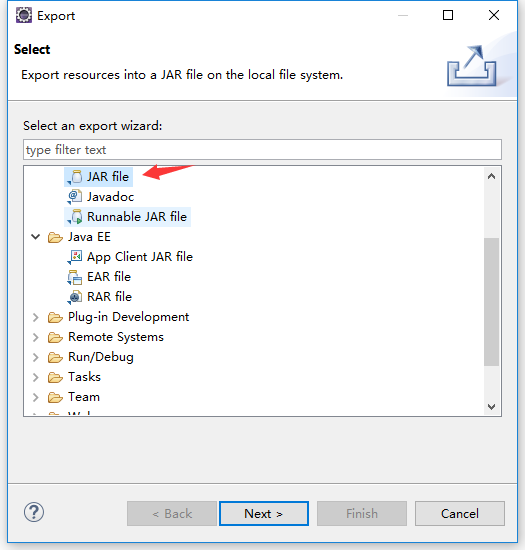 Export
Select
Export resources into a JAR file on the local file system.
Select an export wizard:
type filter text
JAR file
Javadoc
Runnable JAR file
Java EE
App Client JAR file
EAR file
RAR file
Plug-in Development
Remote Systems
Run/Debug
Tasks
Team
< Back Next > Finish Cancel